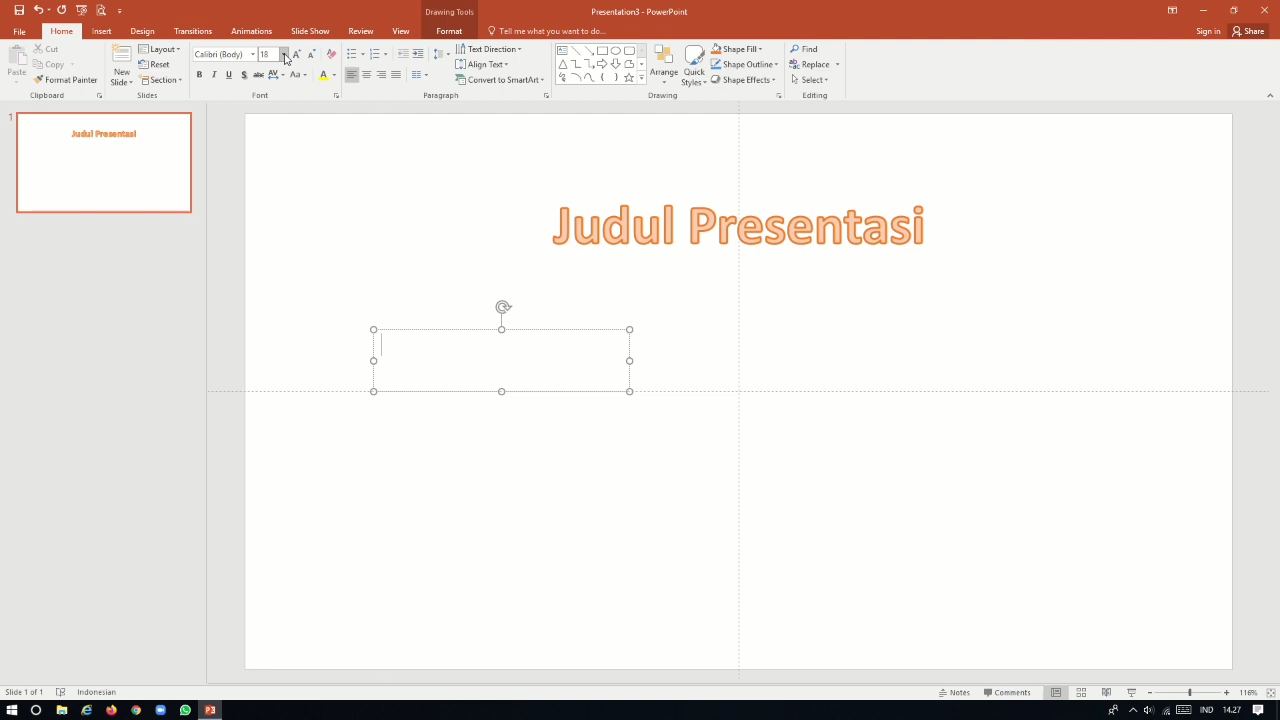 Drawing Tools
Presentation3 - PowerPoint
File Home Insert Design Transitions Animations Slide Show Review View Format Tell me what you want to do... Sign in Share
Paste
Cut
Copy
Format Painter
Clipboard
New Slide
Layout
Reset
Section
Slides
Calibri (Body) 18
B I U S abc AV Aa A
Font
Text Direction
Align Text
Convert to SmartArt
Paragraph
Arrange
Quick Styles
Shape Fill
Shape Outline
Shape Effects
Drawing
Find
Replace
Select
Editing
1
Judul Presentasi
Judul Presentasi
Slide 1 of 1 Indonesian Notes Comments 116%
IND 14.27